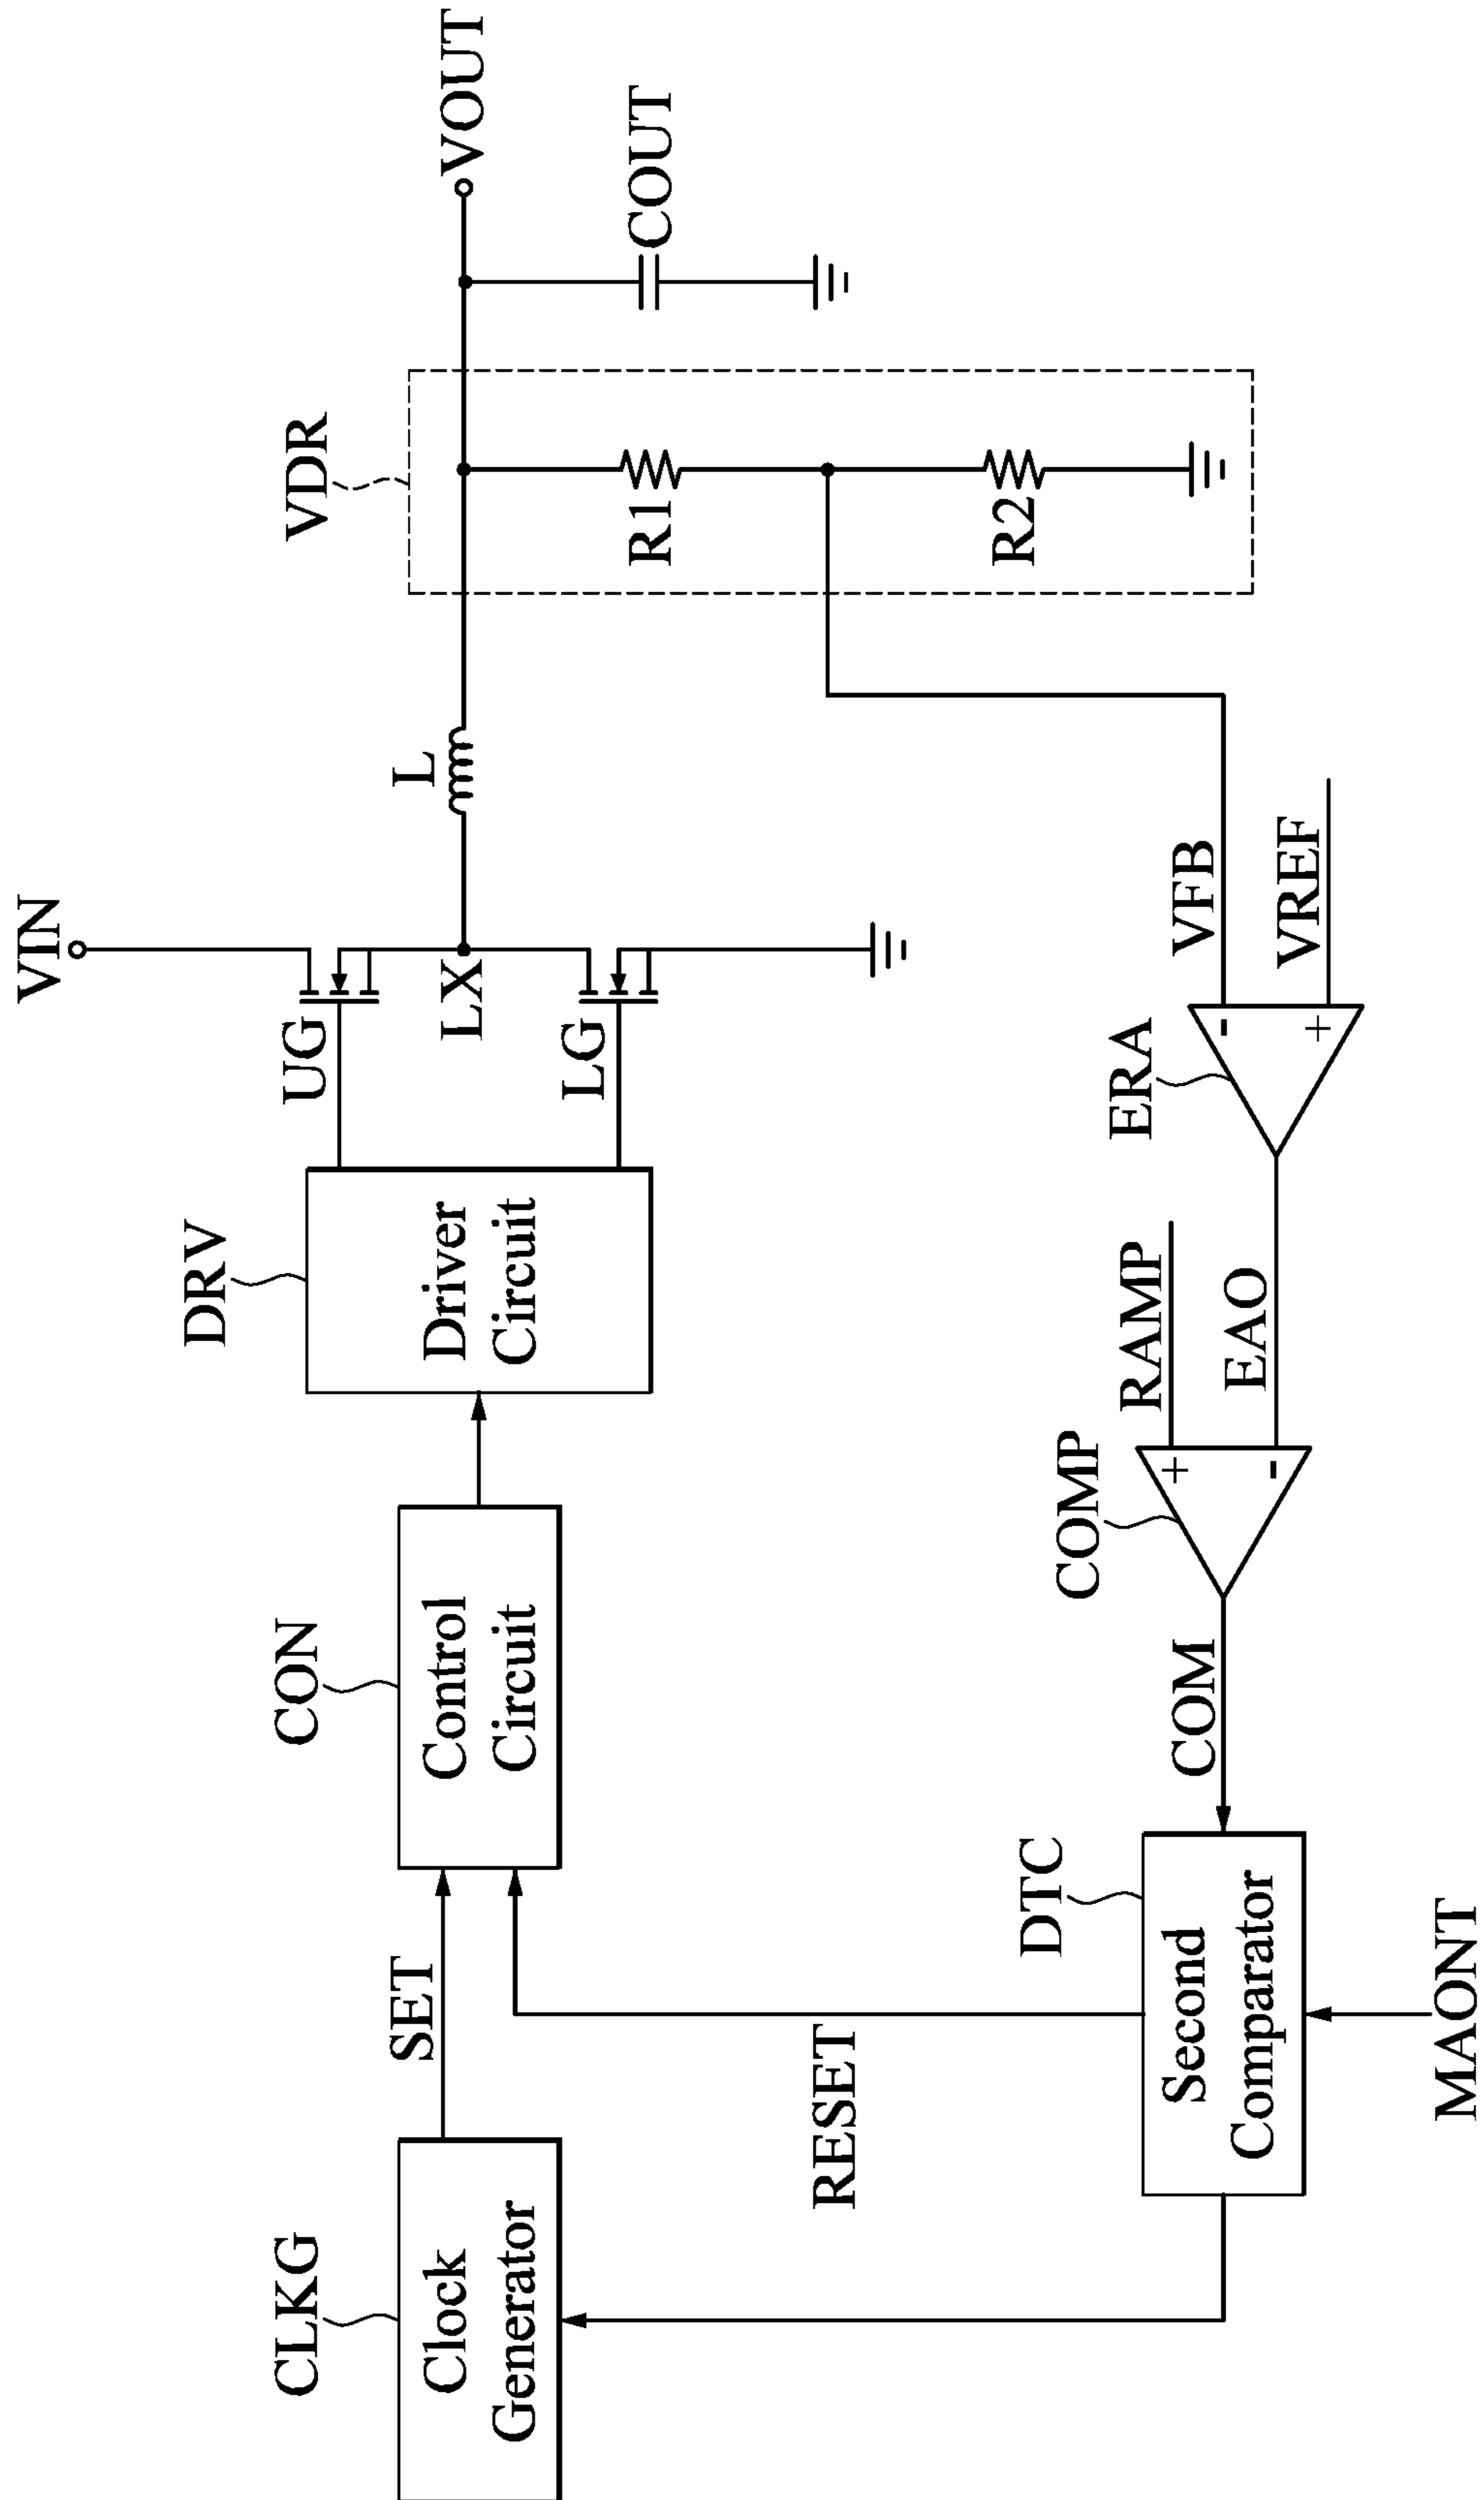 VIN
CLKG
CON
DRV
UG
VDR
Clock
Generator
SET
Control
Circuit
Driver
Circuit
LX
L
VOUT
LG
R1
COUT
RESET
R2
DTC
COMP
RAMP
ERA
VFB
Second
Comparator
COM
EAO
VREF
+
-
-
+
MAONT